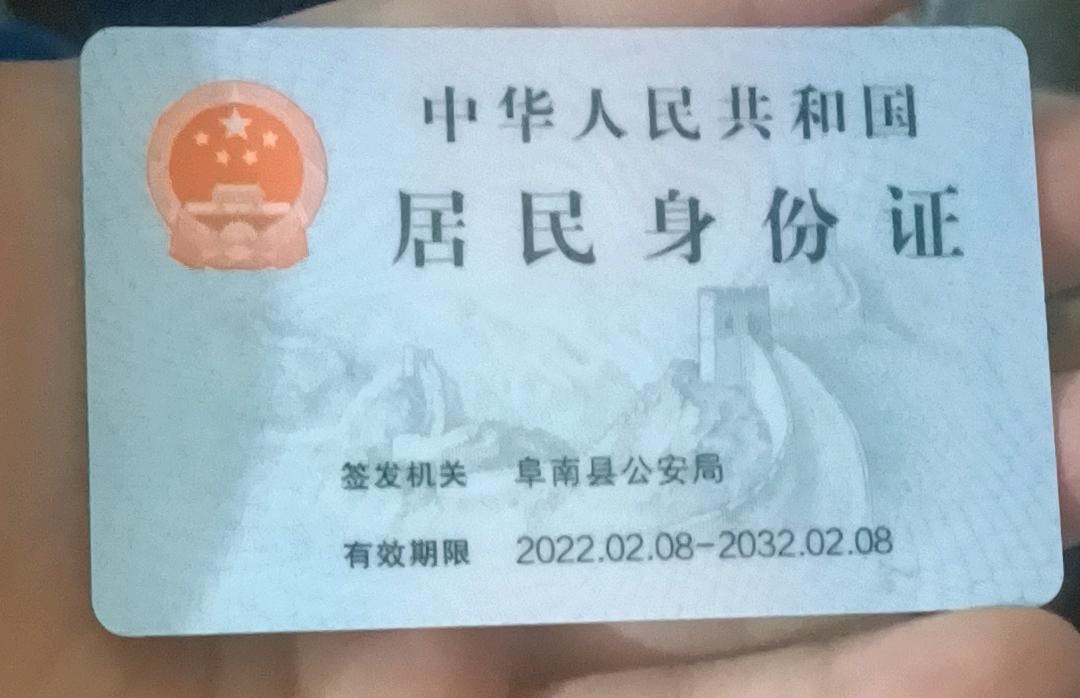 中华人民共和国
居民身份证
签发机关 阜南县公安局
有效期限 2022.02.08-2032.02.08